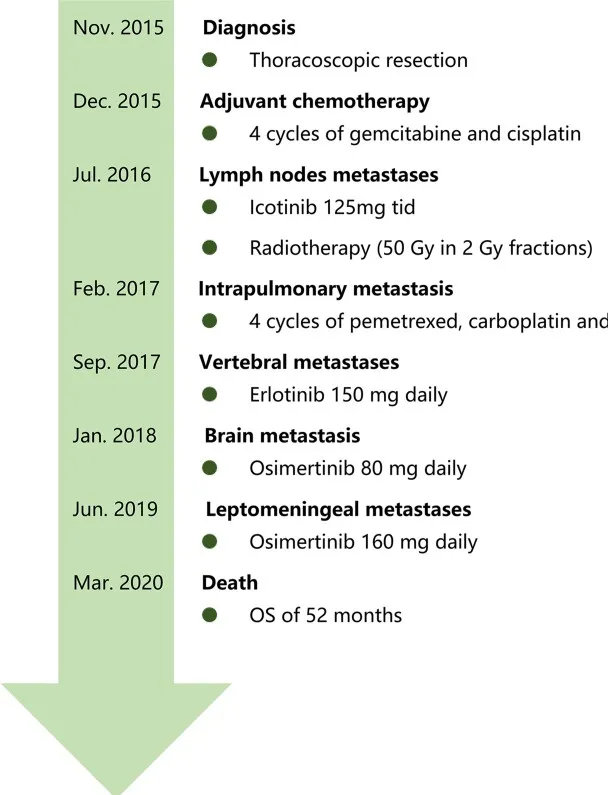 Nov. 2015 Diagnosis
Thoracoscopic resection
Dec. 2015 Adjuvant chemotherapy
4 cycles of gemcitabine and cisplatin
Jul. 2016 Lymph nodes metastases
Icotinib 125mg tid
Radiotherapy (50 Gy in 2 Gy fractions)
Feb. 2017 Intrapulmonary metastasis
4 cycles of pemetrexed, carboplatin and
Sep. 2017 Vertebral metastases
Erlotinib 150 mg daily
Jan. 2018 Brain metastasis
Osimertinib 80 mg daily
Jun. 2019 Leptomeningeal metastases
Osimertinib 160 mg daily
Mar. 2020 Death
OS of 52 months